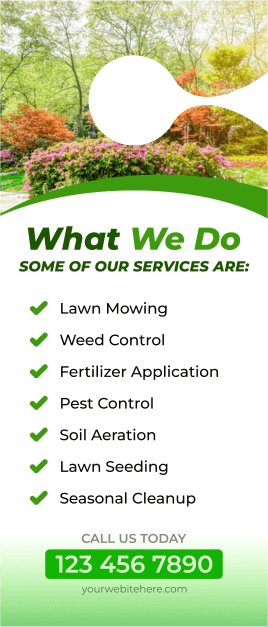 What We Do
SOME OF OUR SERVICES ARE:
Lawn Mowing
Weed Control
Fertilizer Application
Pest Control
Soil Aeration
Lawn Seeding
Seasonal Cleanup
CALL US TODAY
123 456 7890
yourwebitehere.com